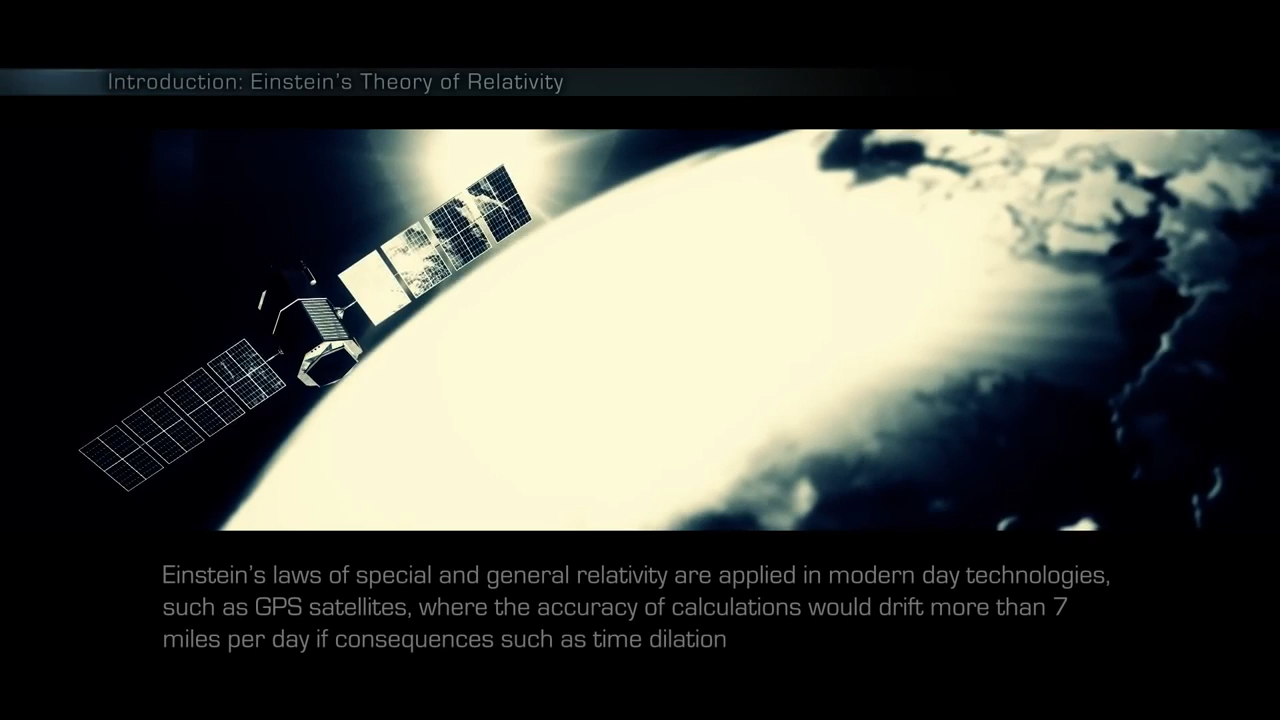 Introduction: Einstein's Theory of Relativity
Einstein's laws of special and general relativity are applied in modern day technologies,
such as GPS satellites, where the accuracy of calculations would drift more than 7
miles per day if consequences such as time dilation